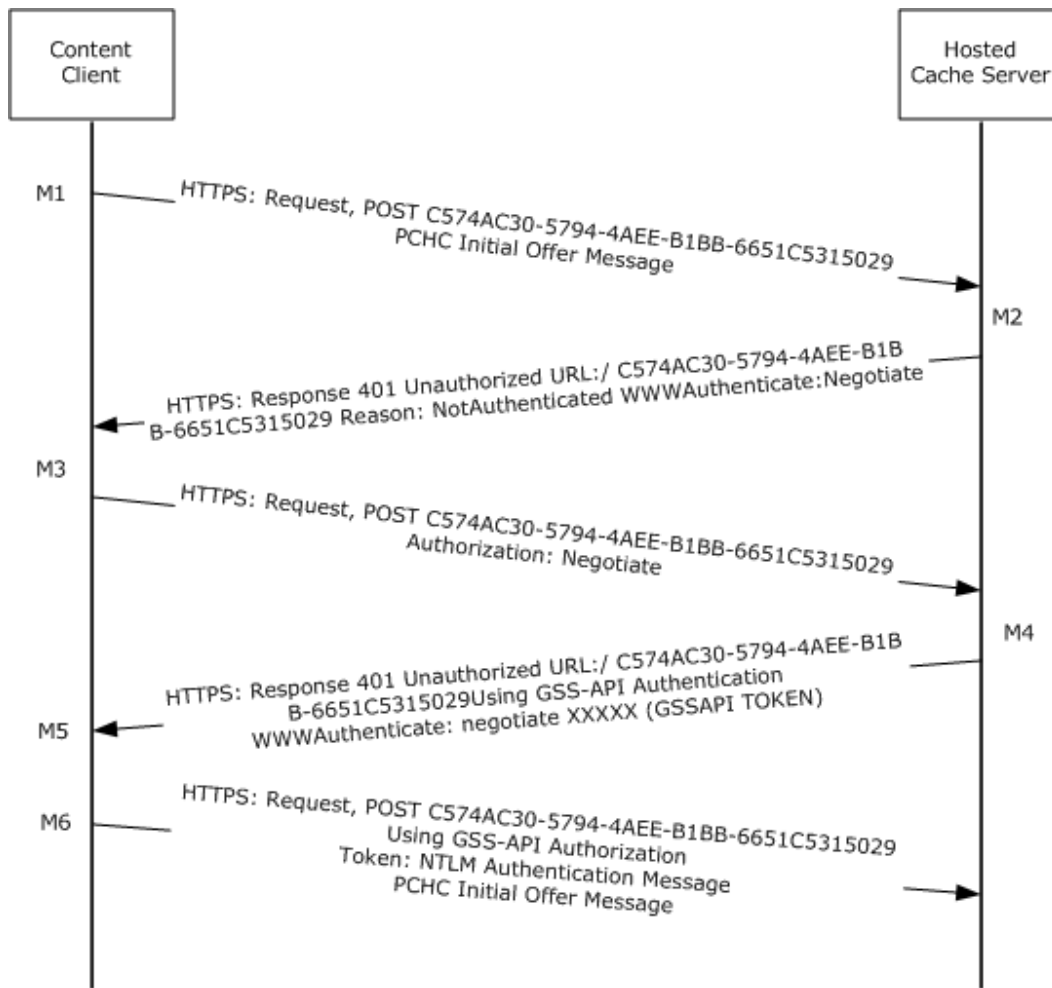 Content
Client
Hosted
Cache Server
M1
HTTPS: Request, POST C574AC30-5794-4AEE-B1BB-6651C5315029
PCHC Initial Offer Message
M2
HTTPS: Response 401 Unauthorized URL:/ C574AC30-5794-4AEE-B1B
B-6651C5315029 Reason: NotAuthenticated WWWAuthenticate:Negotiate
M3
HTTPS: Request, POST C574AC30-5794-4AEE-B1BB-6651C5315029
Authorization: Negotiate
M4
HTTPS: Response 401 Unauthorized URL:/ C574AC30-5794-4AEE-B1B
B-6651C5315029Using GSS-API Authentication
WWWAuthenticate: negotiate XXXXX (GSSAPI TOKEN)
M5
M6
HTTPS: Request, POST C574AC30-5794-4AEE-B1BB-6651C5315029
Using GSS-API Authorization
Token: NTLM Authentication Message
PCHC Initial Offer Message